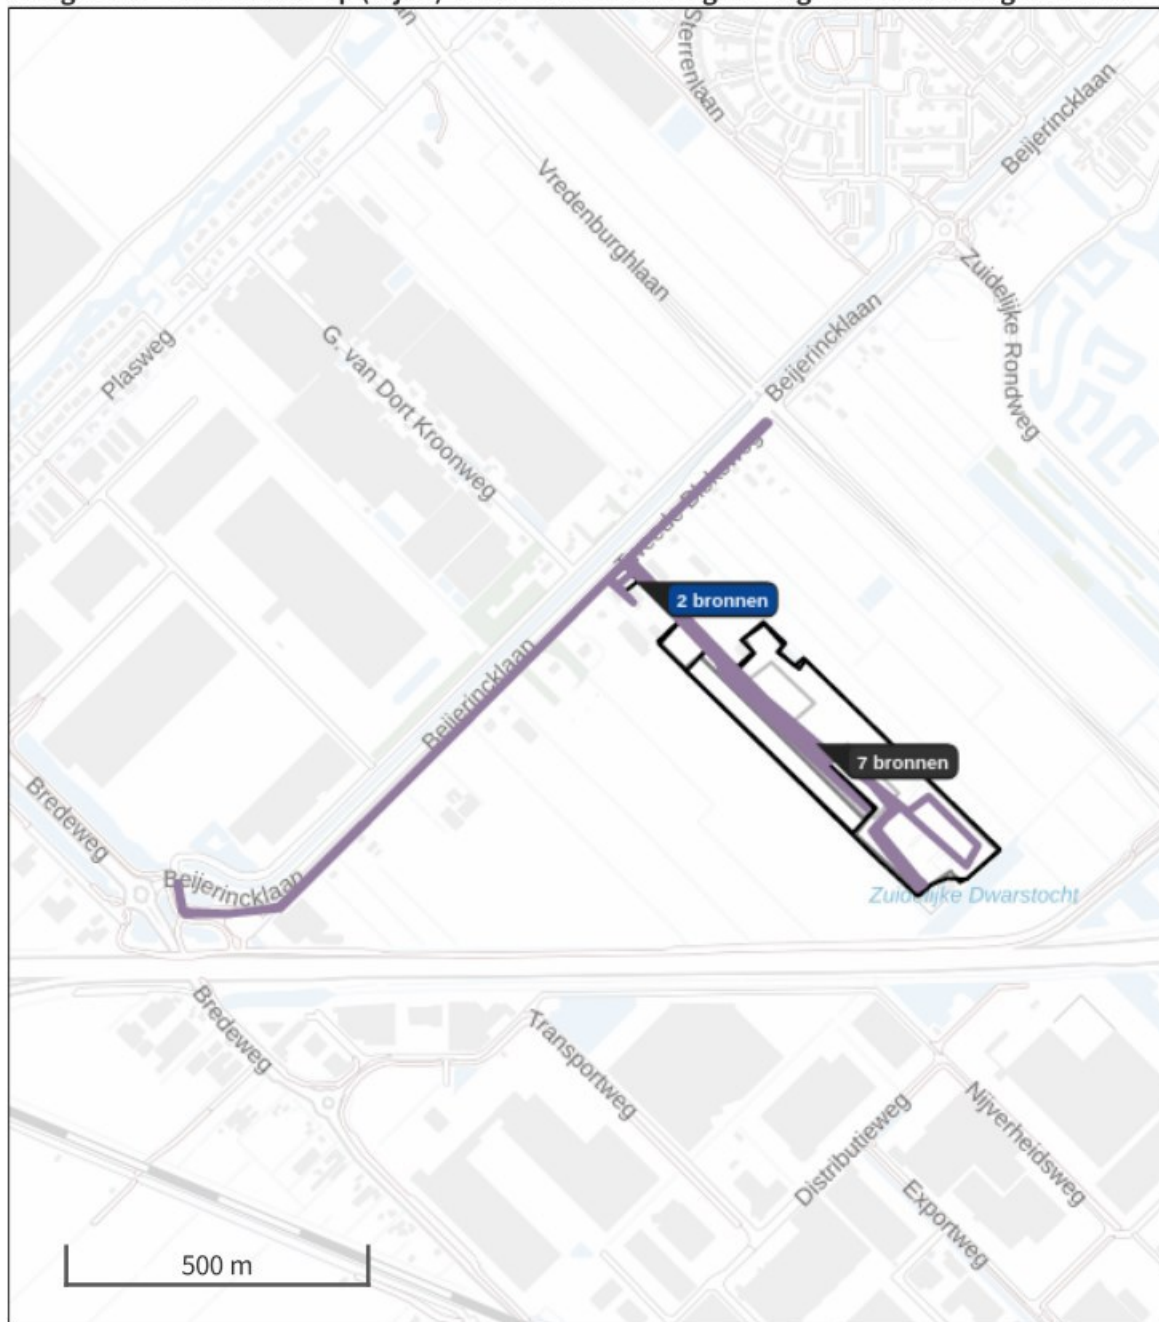 Sterrenlaan
Beijerincklaan
Vredenburghlaan
Zuidelijke Rondweg
Beijerincklaan
Plasweg
G. van Dort Kroonweg
2 bronnen
Beijerincklaan
7 bronnen
Bredeweg
Beijerincklaan
Zuidelijke Dwarstocht
Bredeweg
Transportweg
Nijverheidsweg
Distributieweg
Exportweg
500 m